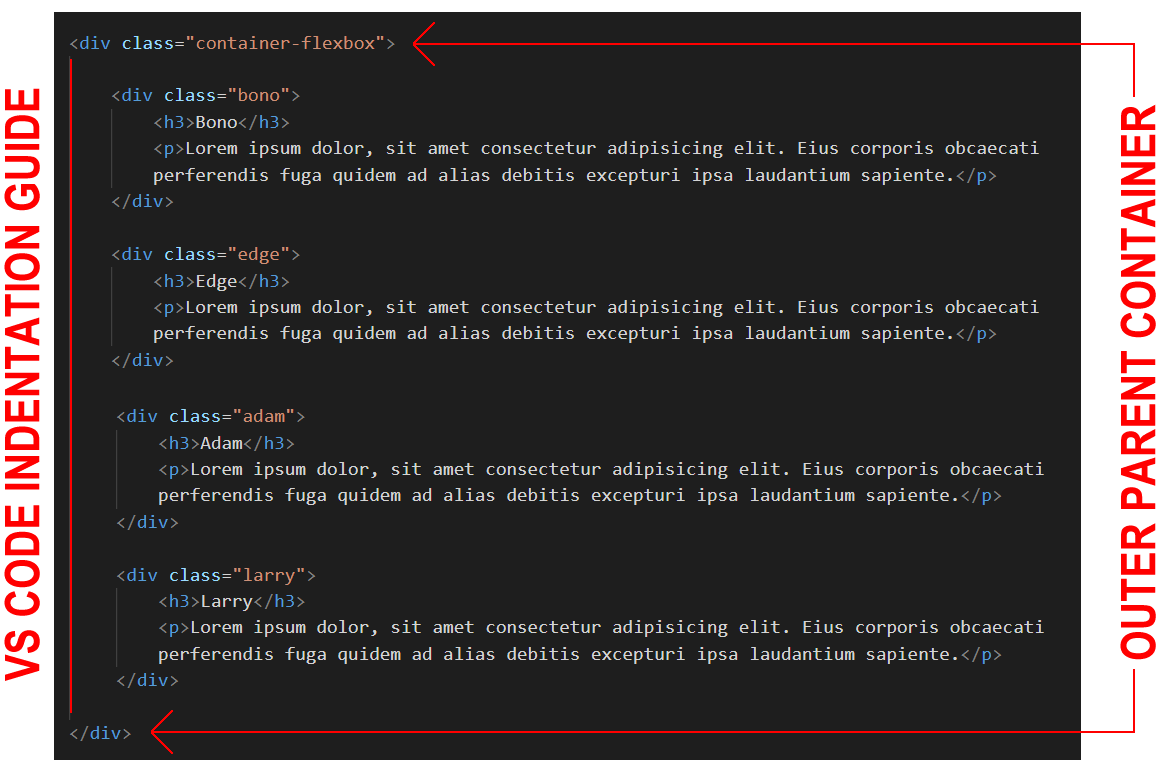 VS CODE INDENTATION GUIDE
<div class="container-flexbox">
<div class="bono">
<h3>Bono</h3>
<p>Lorem ipsum dolor, sit amet consectetur adipisicing elit. Eius corporis obcaecati
perferendis fuga quidem ad alias debitis excepturi ipsa laudantium sapiente.</p>
</div>
<div class="edge">
<h3>Edge</h3>
<p>Lorem ipsum dolor, sit amet consectetur adipisicing elit. Eius corporis obcaecati
perferendis fuga quidem ad alias debitis excepturi ipsa laudantium sapiente.</p>
</div>
<div class="adam">
<h3>Adam</h3>
<p>Lorem ipsum dolor, sit amet consectetur adipisicing elit. Eius corporis obcaecati
perferendis fuga quidem ad alias debitis excepturi ipsa laudantium sapiente.</p>
</div>
<div class="larry">
<h3>Larry</h3>
<p>Lorem ipsum dolor, sit amet consectetur adipisicing elit. Eius corporis obcaecati
perferendis fuga quidem ad alias debitis excepturi ipsa laudantium sapiente.</p>
</div>
</div>
OUTER PARENT CONTAINER